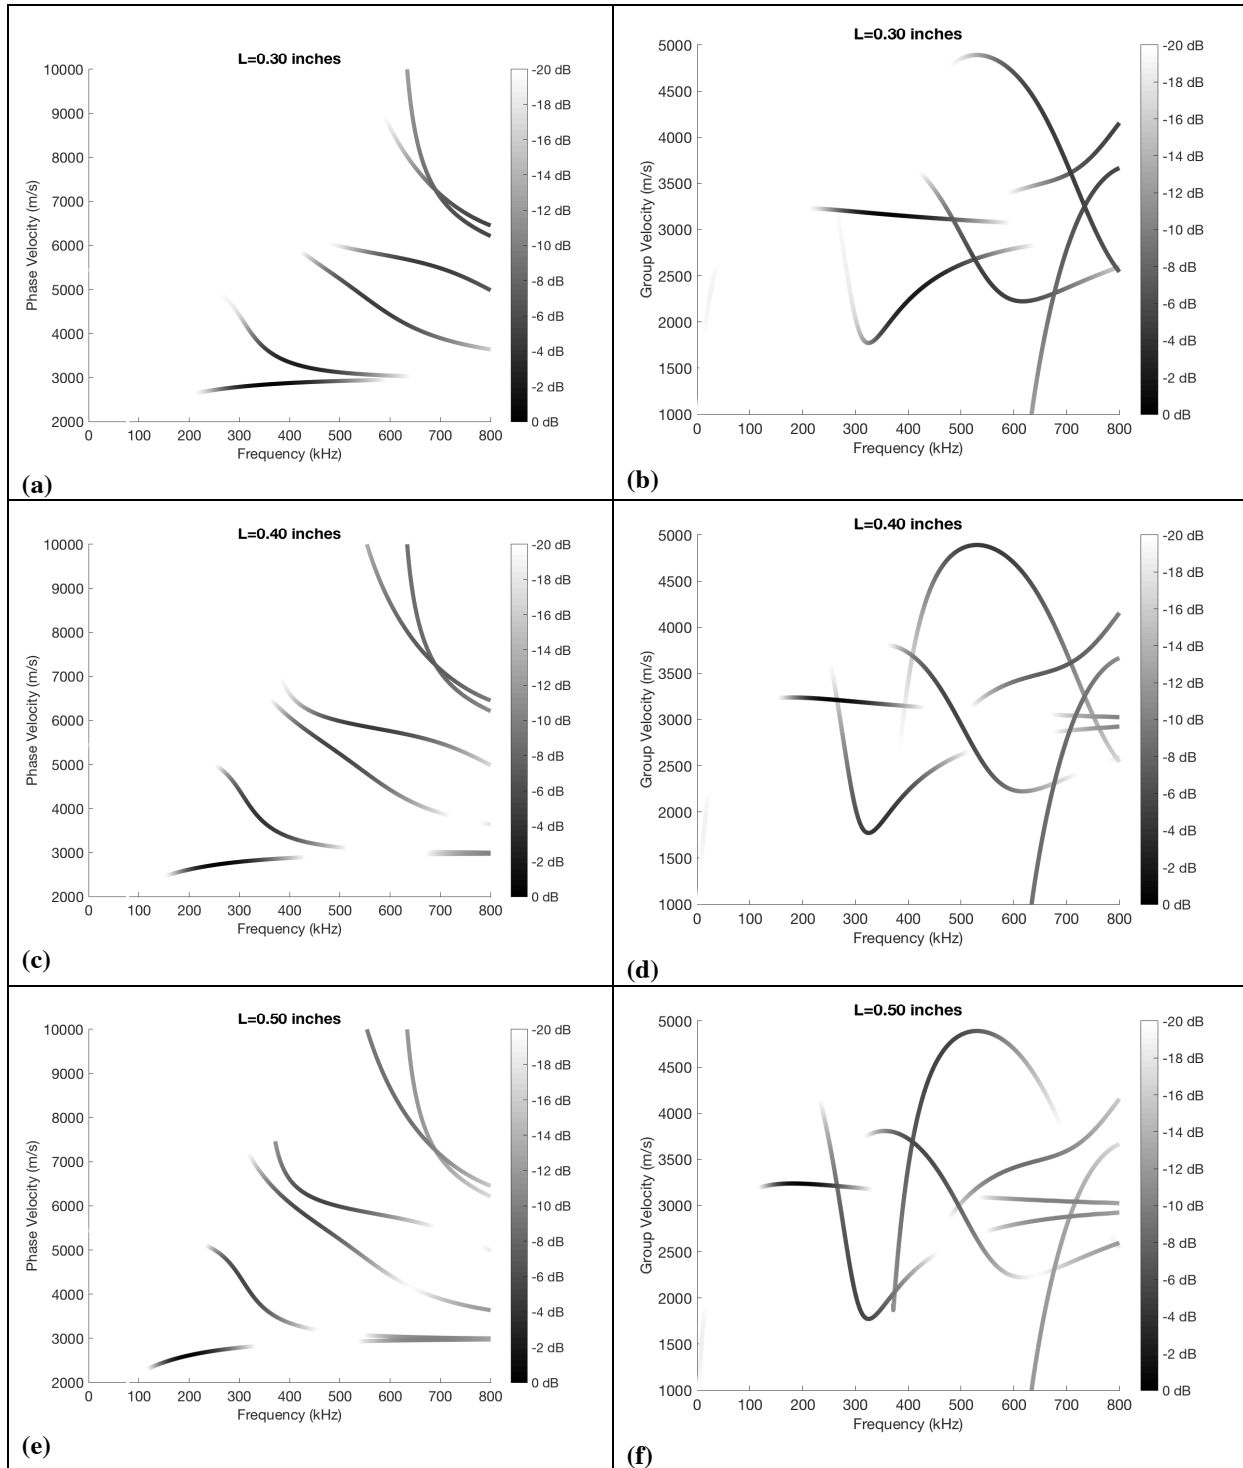 L=0.30 inches
Phase Velocity (m/s)
10000
9000
8000
7000
6000
5000
4000
3000
2000
0 100 200 300 400 500 600 700 800
Frequency (kHz)
-20 dB
-18 dB
-16 dB
-14 dB
-12 dB
-10 dB
-8 dB
-6 dB
-4 dB
-2 dB
0 dB
(a)
L=0.30 inches
Group Velocity (m/s)
5000
4500
4000
3500
3000
2500
2000
1500
1000
0 100 200 300 400 500 600 700 800
Frequency (kHz)
-20 dB
-18 dB
-16 dB
-14 dB
-12 dB
-10 dB
-8 dB
-6 dB
-4 dB
-2 dB
0 dB
(b)
L=0.40 inches
Phase Velocity (m/s)
10000
9000
8000
7000
6000
5000
4000
3000
2000
0 100 200 300 400 500 600 700 800
Frequency (kHz)
-20 dB
-18 dB
-16 dB
-14 dB
-12 dB
-10 dB
-8 dB
-6 dB
-4 dB
-2 dB
0 dB
(c)
L=0.40 inches
Group Velocity (m/s)
5000
4500
4000
3500
3000
2500
2000
1500
1000
0 100 200 300 400 500 600 700 800
Frequency (kHz)
-20 dB
-18 dB
-16 dB
-14 dB
-12 dB
-10 dB
-8 dB
-6 dB
-4 dB
-2 dB
0 dB
(d)
L=0.50 inches
Phase Velocity (m/s)
10000
9000
8000
7000
6000
5000
4000
3000
2000
0 100 200 300 400 500 600 700 800
Frequency (kHz)
-20 dB
-18 dB
-16 dB
-14 dB
-12 dB
-10 dB
-8 dB
-6 dB
-4 dB
-2 dB
0 dB
(e)
L=0.50 inches
Group Velocity (m/s)
5000
4500
4000
3500
3000
2500
2000
1500
1000
0 100 200 300 400 500 600 700 800
Frequency (kHz)
-20 dB
-18 dB
-16 dB
-14 dB
-12 dB
-10 dB
-8 dB
-6 dB
-4 dB
-2 dB
0 dB
(f)